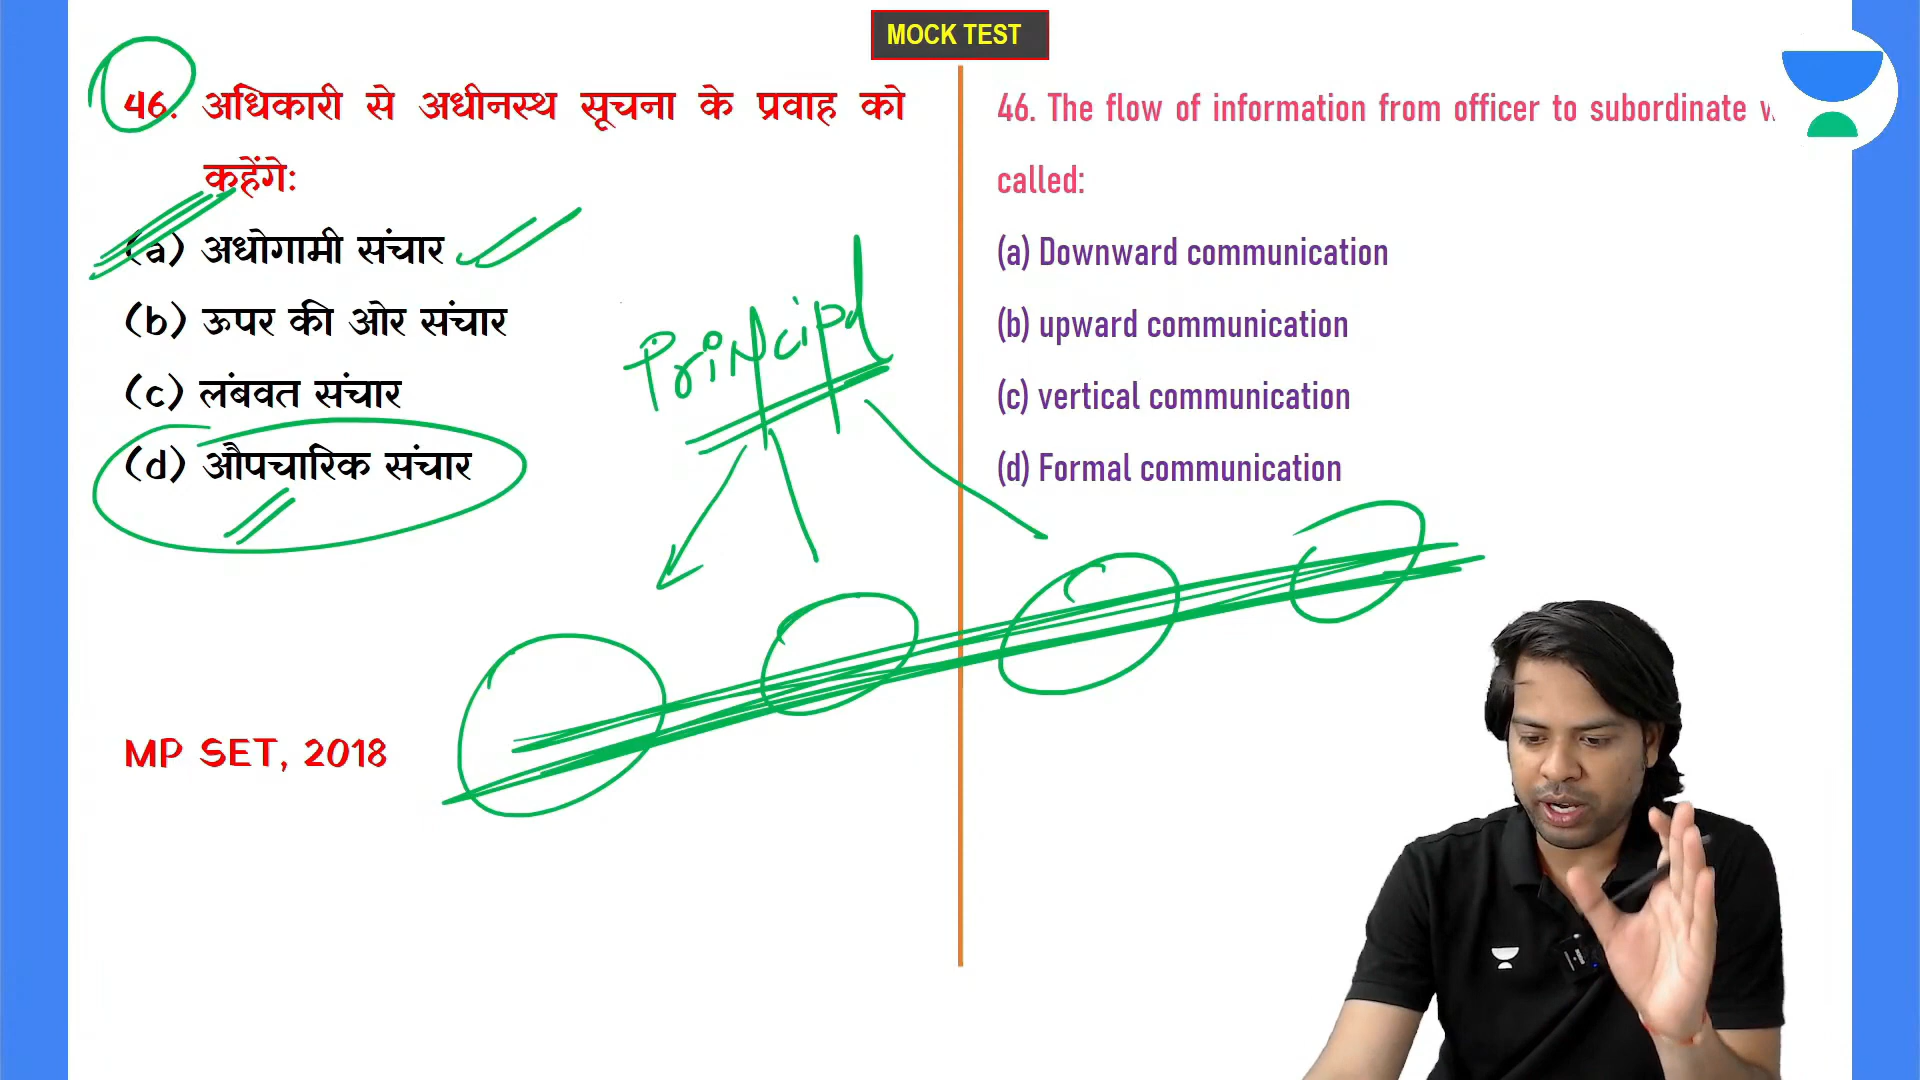 MOCK TEST
46. अधिकारी से अधीनस्थ सूचना के प्रवाह को
कहेंगे:
(a) अधोगामी संचार
(b) ऊपर की ओर संचार
(c) लंबवत संचार
(d) औपचारिक संचार
Principal
MP SET, 2018
46. The flow of information from officer to subordinate
called:
(a) Downward communication
(b) upward communication
(c) vertical communication
(d) Formal communication